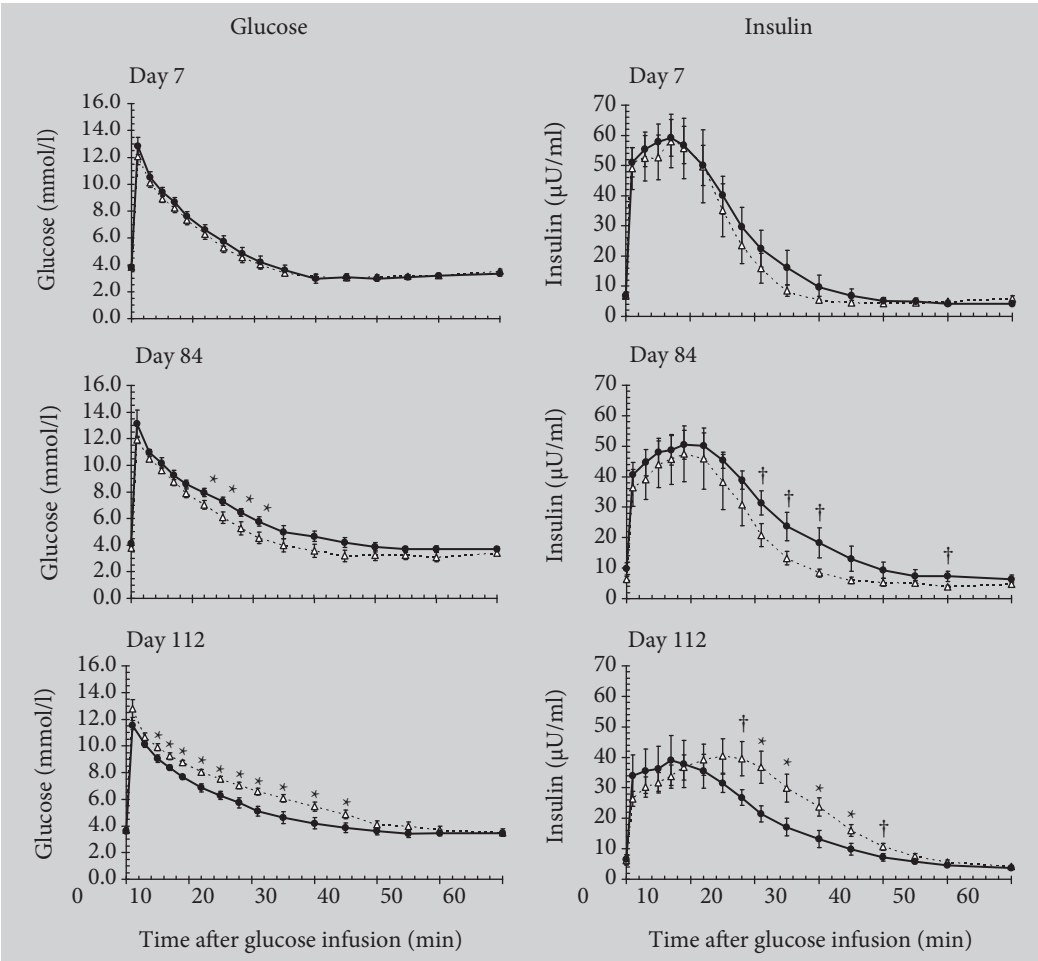 Glucose
Insulin
Day 7
16.0
14.0
12.0
10.0
8.0
6.0
4.0
2.0
0.0
Glucose (mmol/l)
Day 7
70
60
50
40
30
20
10
0
Insulin (μU/ml)
Day 84
16.0
14.0
12.0
10.0
8.0
6.0
4.0
2.0
0.0
Glucose (mmol/l)
* * * *
Day 84
70
60
50
40
30
20
10
0
Insulin (μU/ml)
† † † †
Day 112
16.0
14.0
12.0
10.0
8.0
6.0
4.0
2.0
0.0
Glucose (mmol/l)
* * * * * * * * * *
0 10 20 30 40 50 60
Time after glucose infusion (min)
Day 112
70
60
50
40
30
20
10
0
Insulin (μU/ml)
† * * * * †
0 10 20 30 40 50 60
Time after glucose infusion (min)